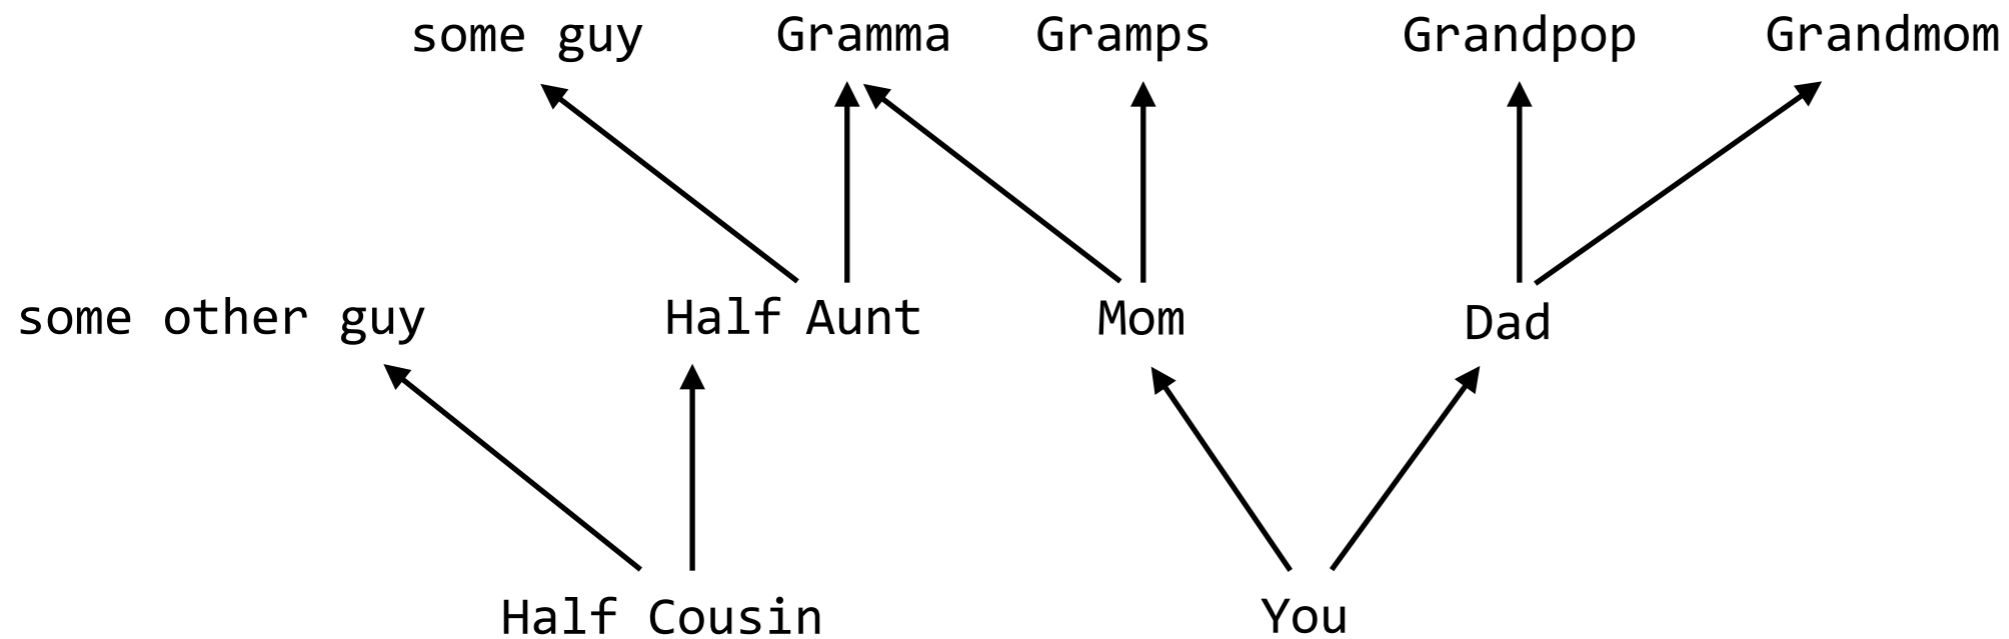 some guy Gramma Gramps Grandpop Grandmom
some other guy Half Aunt Mom Dad
Half Cousin You